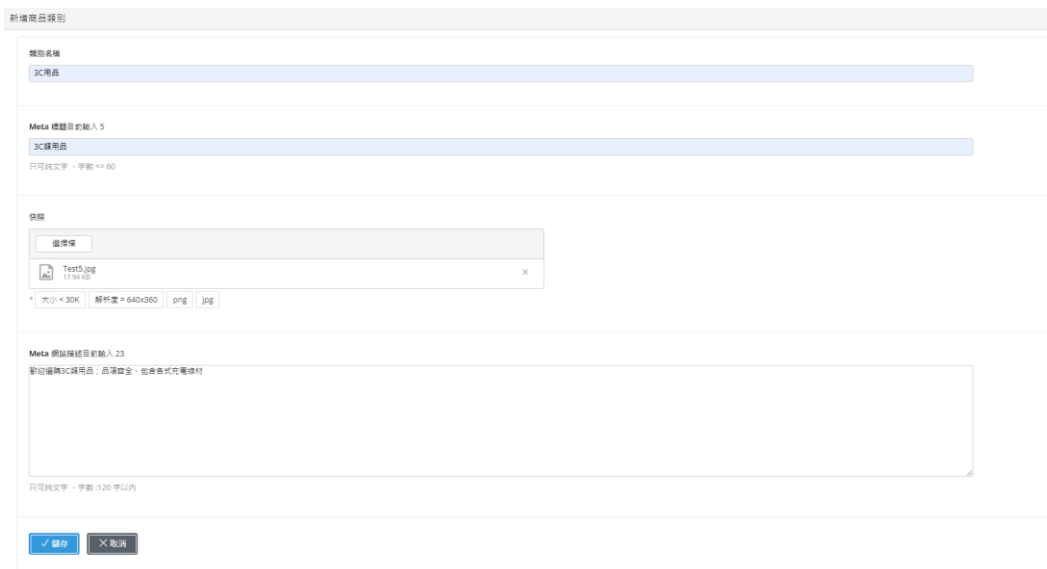 新增商品類別
類別名稱
3C用品
Meta 標題目前輸入 5
3C類用品
只可純文字 ，字數 <= 60
快照
選擇檔
Test5.jpg
17.94 KB
* 大小 < 30K 解析度 = 640x360 png jpg
Meta 網站描述目前輸入 23
歡迎選購3C類用品；品項齊全，包含各式充電線材
只可純文字 ，字數 :120 字以內
儲存 取消